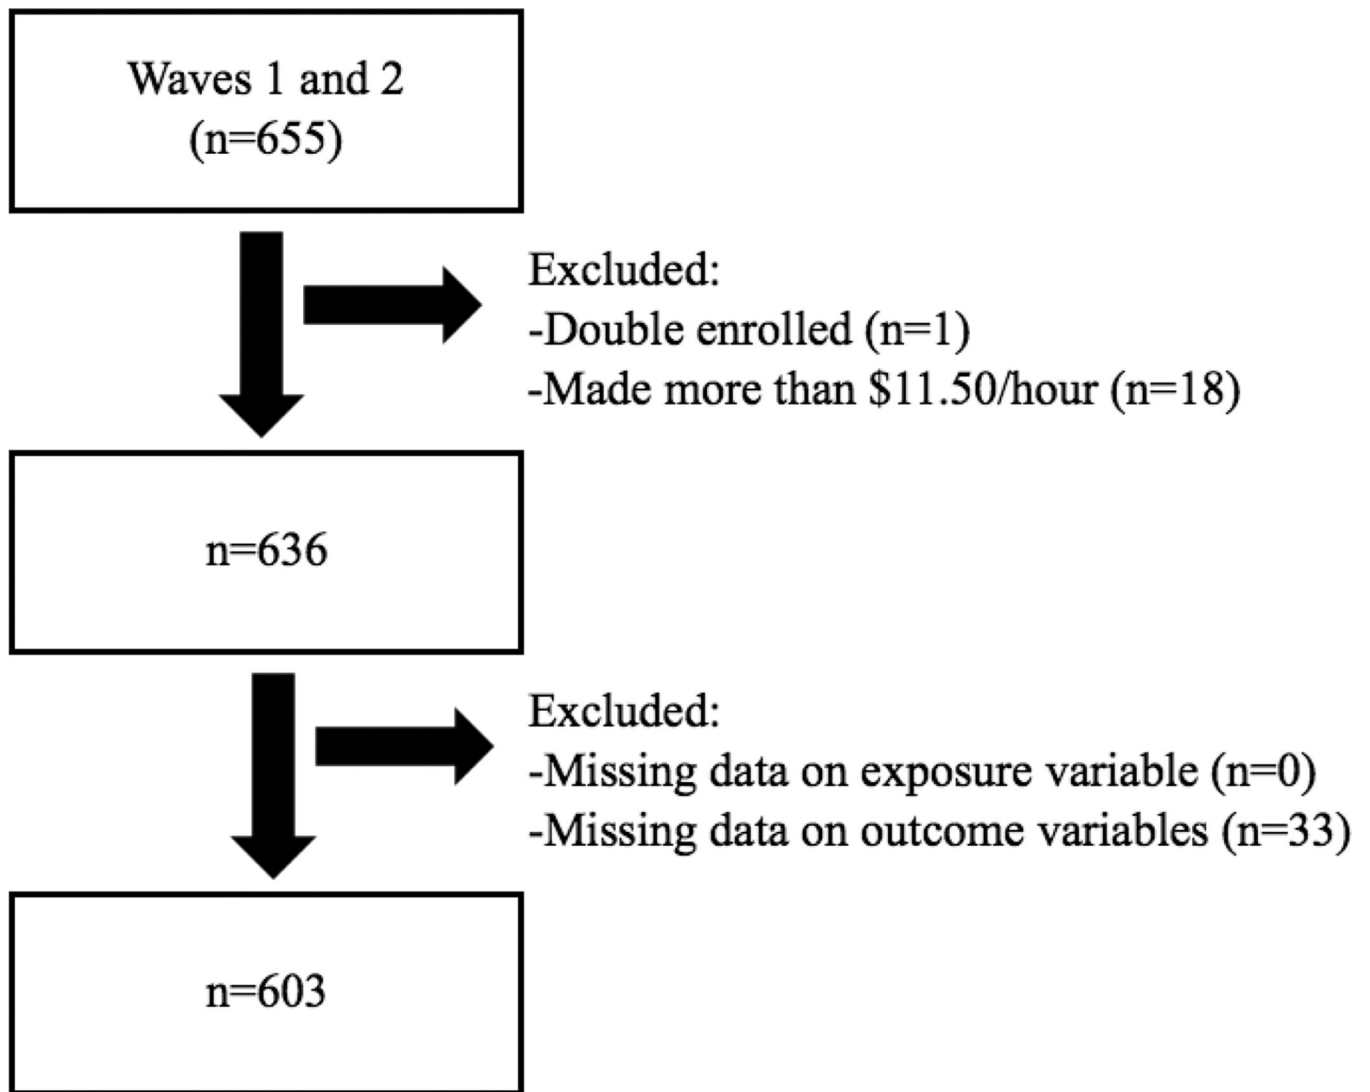 Waves 1 and 2
(n=655)
Excluded:
-Double enrolled (n=1)
-Made more than $11.50/hour (n=18)
n=636
Excluded:
-Missing data on exposure variable (n=0)
-Missing data on outcome variables (n=33)
n=603